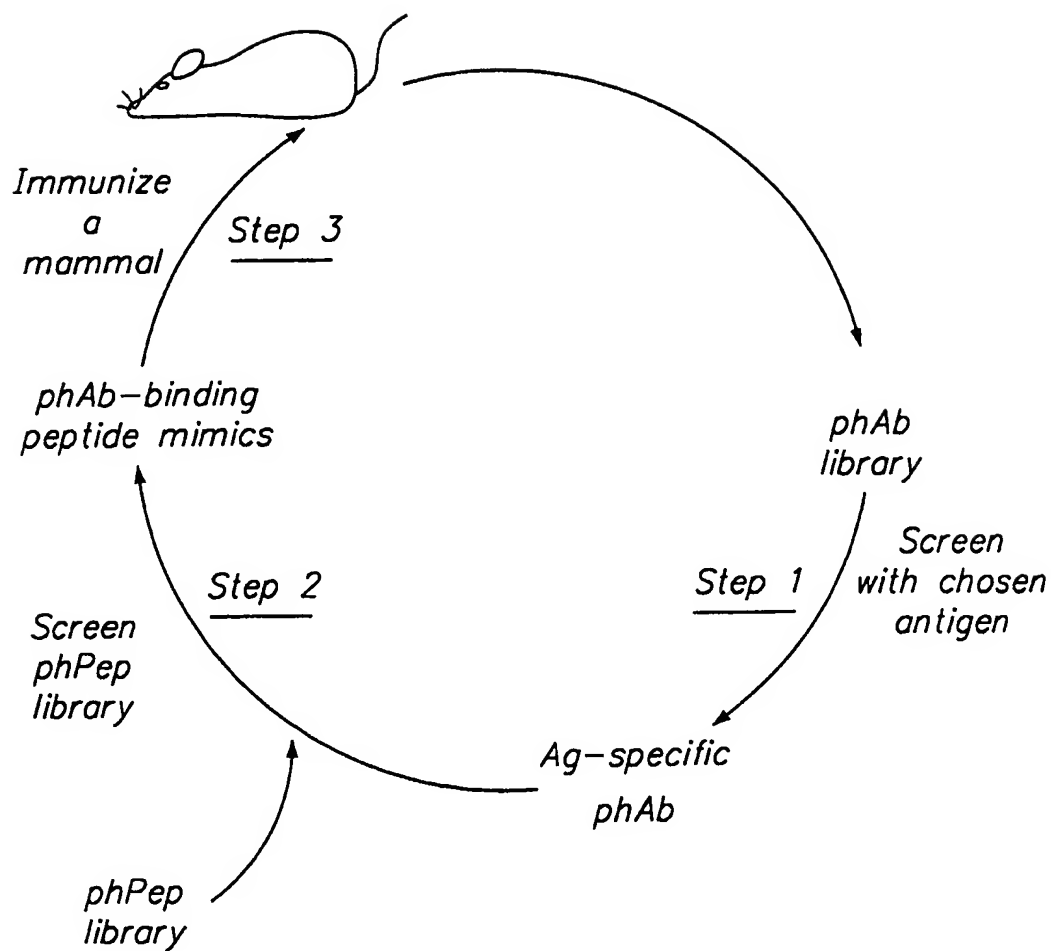 Immunize
a
mammal
Step 3
phAb-binding
peptide mimics
phAb
library
Screen
with chosen
antigen
Step 1
Step 2
Screen
phPep
library
Ag-specific
phAb
phPep
library